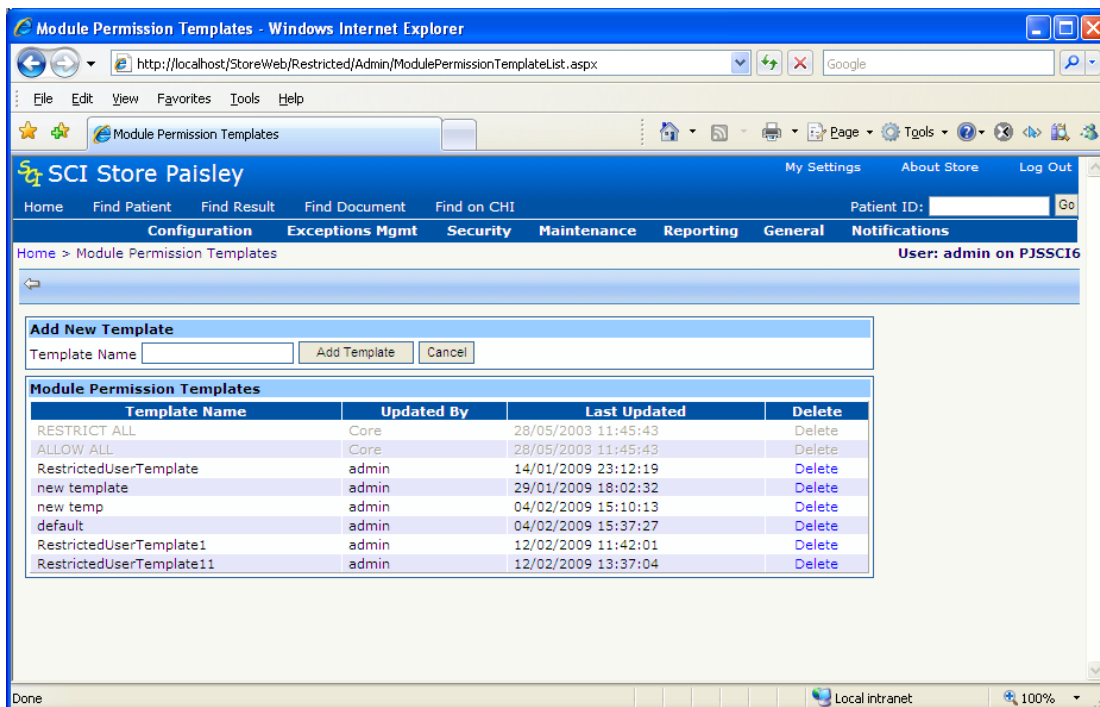 Module Permission Templates - Windows Internet Explorer
http://localhost/StoreWeb/Restricted/Admin/ModulePermissionTemplateList.aspx
Google
File Edit View Favorites Tools Help
Module Permission Templates
Page Tools
SCI Store Paisley
My Settings About Store Log Out
Home Find Patient Find Result Find Document Find on CHI Patient ID: Go
Configuration Exceptions Mgmt Security Maintenance Reporting General Notifications
Home > Module Permission Templates User: admin on PJSSCI6
Add New Template
Template Name Add Template Cancel
Module Permission Templates
Template Name Updated By Last Updated Delete
RESTRICT ALL Core 28/05/2003 11:45:43 Delete
ALLOW ALL Core 28/05/2003 11:45:43 Delete
RestrictedUserTemplate admin 14/01/2009 23:12:19 Delete
new template admin 29/01/2009 18:02:32 Delete
new temp admin 04/02/2009 15:10:13 Delete
default admin 04/02/2009 15:37:27 Delete
RestrictedUserTemplate1 admin 12/02/2009 11:42:01 Delete
RestrictedUserTemplate11 admin 12/02/2009 13:37:04 Delete
Done Local intranet 100%